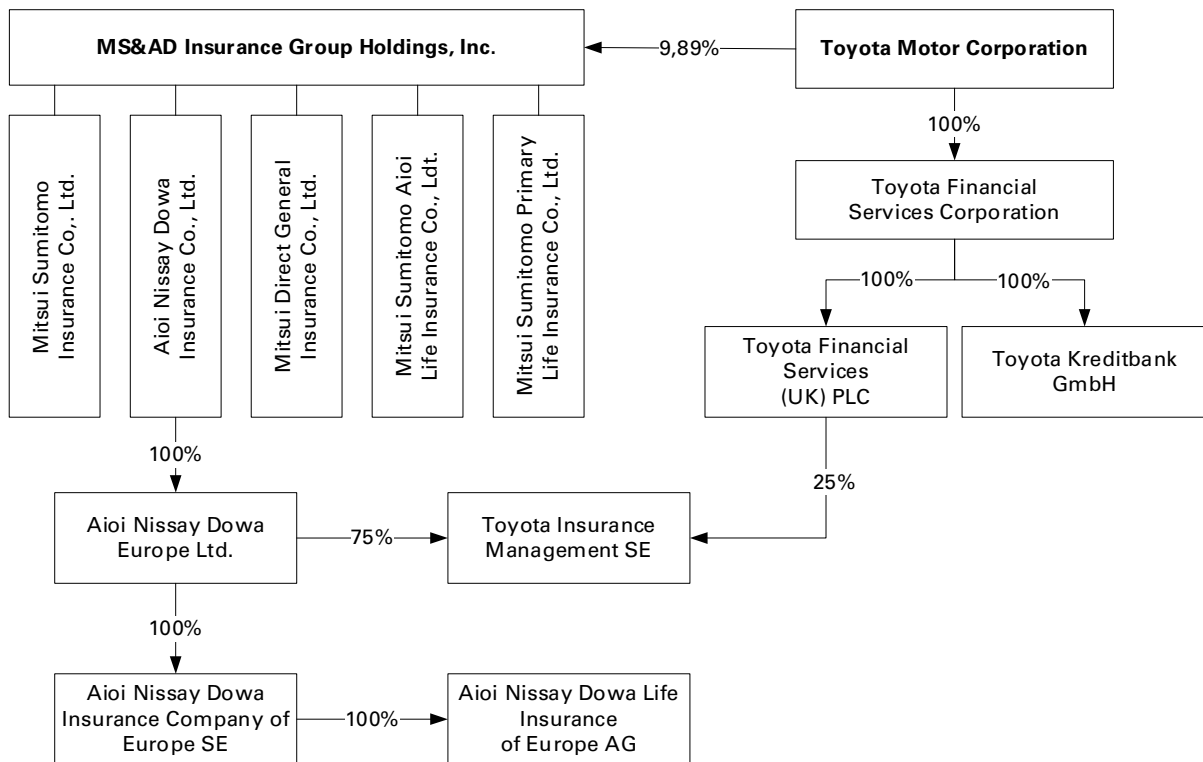 MS&AD Insurance Group Holdings, Inc.
9,89%
Toyota Motor Corporation
100%
Mitsui Sumitomo
Insurance Co,. Ltd.
Aioi Nissay Dowa
Insurance Co., Ltd.
Mitsui Direct General
Insurance Co., Ltd.
Mitsui Sumitomo Aioi
Life Insurance Co., Ldt.
Mitsui Sumitomo Primary
Life Insurance Co., Ltd.
Toyota Financial
Services Corporation
100%
100%
Toyota Financial
Services
(UK) PLC
Toyota Kreditbank
GmbH
100%
25%
Aioi Nissay Dowa
Europe Ltd.
75%
Toyota Insurance
Management SE
100%
Aioi Nissay Dowa
Insurance Company of
Europe SE
100%
Aioi Nissay Dowa Life
Insurance
of Europe AG